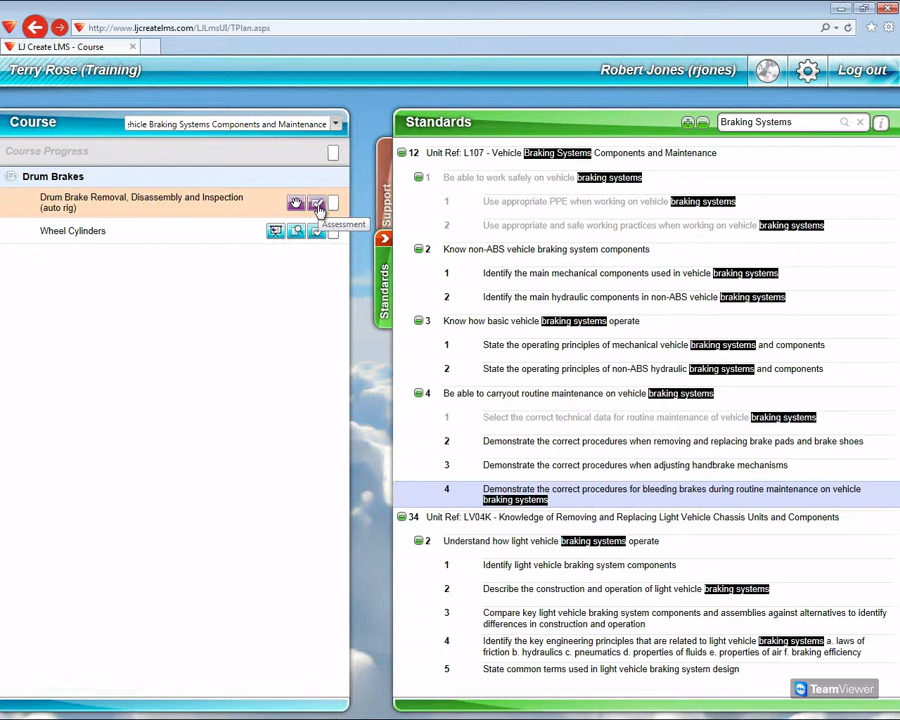 http://www.ljcreatelms.com/LJLmsUI/TPlan.aspx
LJ Create LMS - Course
Terry Rose (Training)
Robert Jones (rjones)
Log out
Course
:hicle Braking Systems Components and Maintenance
Course Progress
Drum Brakes
Drum Brake Removal, Disassembly and Inspection
(auto rig)
Assessment
Wheel Cylinders
Support
Standards
Standards
Braking Systems
12 Unit Ref: L107 - Vehicle Braking Systems Components and Maintenance
1 Be able to work safely on vehicle braking systems
1 Use appropriate PPE when working on vehicle braking systems
2 Use appropriate and safe working practices when working on vehicle braking systems
2 Know non-ABS vehicle braking system components
1 Identify the main mechanical components used in vehicle braking systems
2 Identify the main hydraulic components in non-ABS vehicle braking systems
3 Know how basic vehicle braking systems operate
1 State the operating principles of mechanical vehicle braking systems and components
2 State the operating principles of non-ABS hydraulic braking systems and components
4 Be able to carryout routine maintenance on vehicle braking systems
1 Select the correct technical data for routine maintenance of vehicle braking systems
2 Demonstrate the correct procedures when removing and replacing brake pads and brake shoes
3 Demonstrate the correct procedures when adjusting handbrake mechanisms
4 Demonstrate the correct procedures for bleeding brakes during routine maintenance on vehicle
braking systems
34 Unit Ref: LV04K - Knowledge of Removing and Replacing Light Vehicle Chassis Units and Components
2 Understand how light vehicle braking systems operate
1 Identify light vehicle braking system components
2 Describe the construction and operation of light vehicle braking systems
3 Compare key light vehicle braking system components and assemblies against alternatives to identify
differences in construction and operation
4 Identify the key engineering principles that are related to light vehicle braking systems a. laws of
friction b. hydraulics c. pneumatics d. properties of fluids e. properties of air f. braking efficiency
5 State common terms used in light vehicle braking system design
TeamViewer